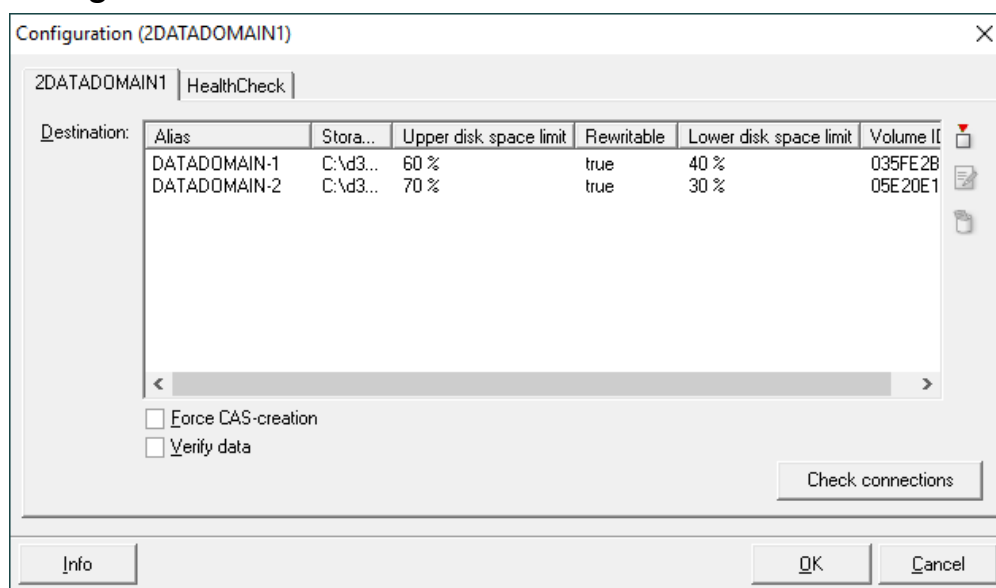 Configuration (2DATADOMAIN1)
2DATADOMAIN1 HealthCheck
Destination: Alias Stora... Upper disk space limit Rewritable Lower disk space limit Volume ID
DATADOMAIN-1 C:\d3... 60 % true 40 % 035FE2B
DATADOMAIN-2 C:\d3... 70 % true 30 % 05E20E1
Force CAS-creation
Verify data
Check connections
Info OK Cancel